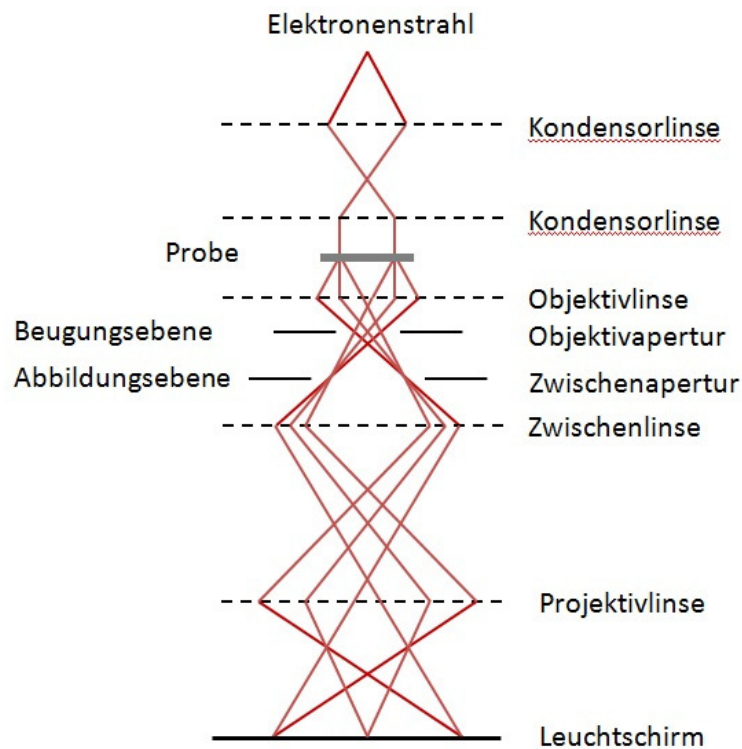 Elektronenstrahl
Kondensorlinse
Kondensorlinse
Probe
Objektivlinse
Beugungsebene
Objektivapertur
Abbildungsebene
Zwischenapertur
Zwischenlinse
Projektivlinse
Leuchtschirm